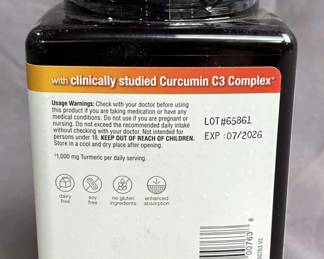 with clinically studied Curcumin C3 Complex®
Usage Warnings: Check with your doctor before using
this product if you are taking medication or have any
medical conditions. Do not use if you are pregnant or
nursing. Do not exceed the recommended daily intake
without checking with your doctor. Not intended for
persons under 18. KEEP OUT OF REACH OF CHILDREN.
Store in a cool and dry place after opening.
*1,000 mg Turmeric per daily serving.
LOT#65861
EXP :07/2026
dairy
free
soy
free
no gluten
ingredients
enhanced
absorption
00763 8